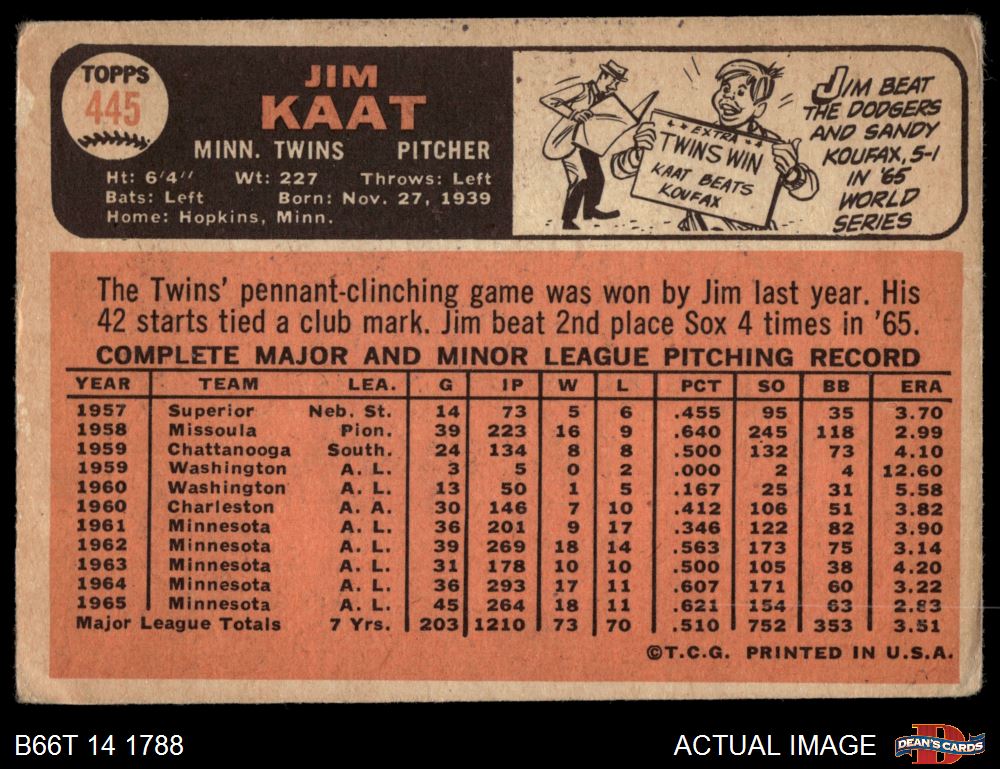 TOPPS
445
JIM
KAAT
MINN. TWINS PITCHER
Ht: 6'4" Wt: 227 Throws: Left
Bats: Left Born: Nov. 27, 1939
Home: Hopkins, Minn.
EXTRA
TWINS WIN
KAAT BEATS
KOUFAX
JIM BEAT
THE DODGERS
AND SANDY
KOUFAX, 5-1
IN '65
WORLD
SERIES
The Twins' pennant-clinching game was won by Jim last year. His
42 starts tied a club mark. Jim beat 2nd place Sox 4 times in '65.
COMPLETE MAJOR AND MINOR LEAGUE PITCHING RECORD
YEAR TEAM LEA. G IP W L PCT SO BB ERA
1957 Superior Neb. St. 14 73 5 6 .455 95 35 3.70
1958 Missoula Pion. 39 223 16 9 .640 245 118 2.99
1959 Chattanooga South. 24 134 8 8 .500 132 73 4.10
1959 Washington A. L. 3 5 0 2 .000 2 4 12.60
1960 Washington A. L. 13 50 1 5 .167 25 31 5.58
1960 Charleston A. A. 30 146 7 10 .412 106 51 3.82
1961 Minnesota A. L. 36 201 9 17 .346 122 82 3.90
1962 Minnesota A. L. 39 269 18 14 .563 173 75 3.14
1963 Minnesota A. L. 31 178 10 10 .500 105 38 4.20
1964 Minnesota A. L. 36 293 17 11 .607 171 60 3.22
1965 Minnesota A. L. 45 264 18 11 .621 154 63 2.83
Major League Totals 7 Yrs. 203 1210 73 70 .510 752 353 3.51
©T.C.G. PRINTED IN U.S.A.
B66T 14 1788
ACTUAL IMAGE
D
DEAN'S CARDS